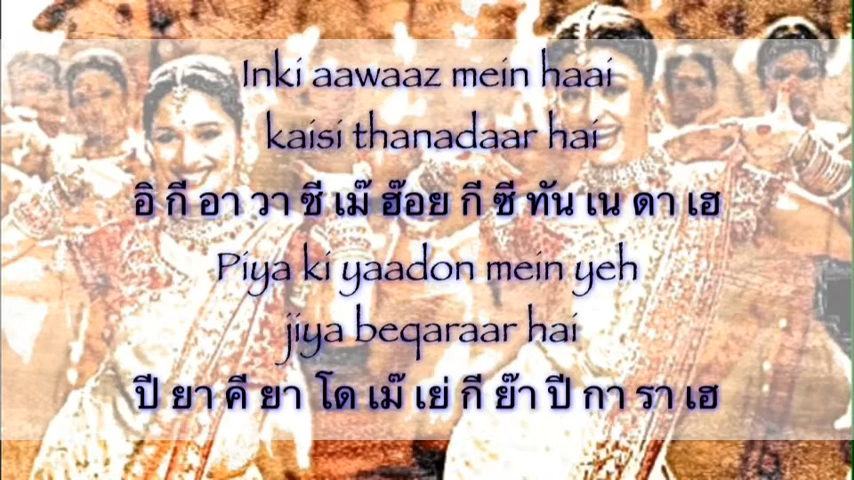 Inki aawaaz mein haai
kaisi thanadaar hai
อิ กี อา วา ซี เม๊ ฮ๊อย กี ซี ทัน เน ดา เฮ
Piya ki yaadon mein yeh
jiya beqaraar hai
ปี ยา คี ยา โด เม๊ เย่ กี ย๊า ปี กา รา เฮ